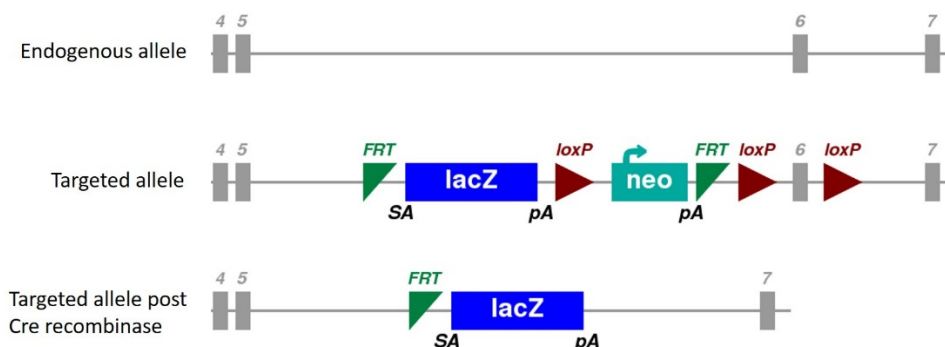 4 5 6 7
Endogenous allele
FRT loxP FRT loxP 6 loxP 7
4 5
Targeted allele
lacZ neo
SA pA pA
4 5 FRT 7
Targeted allele post
Cre recombinase
lacZ
SA pA